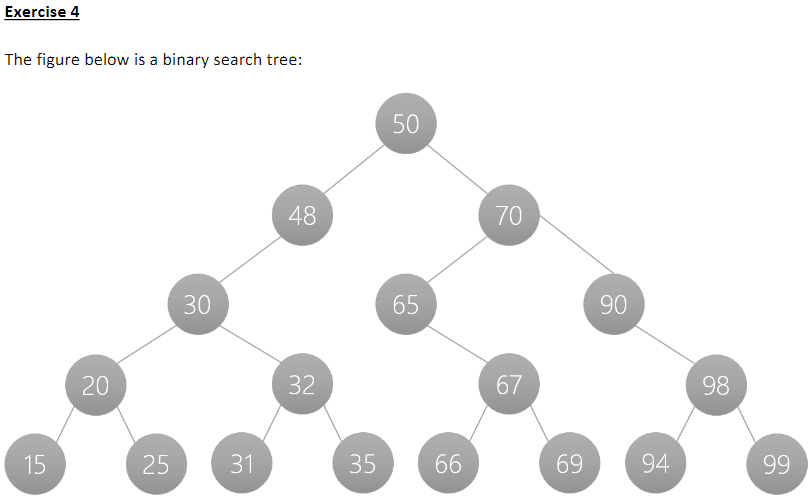 Exercise 4
The figure below is a binary search tree:
50
48 70
30 65 90
20 32 67 98
15 25 31 35 66 69 94 99